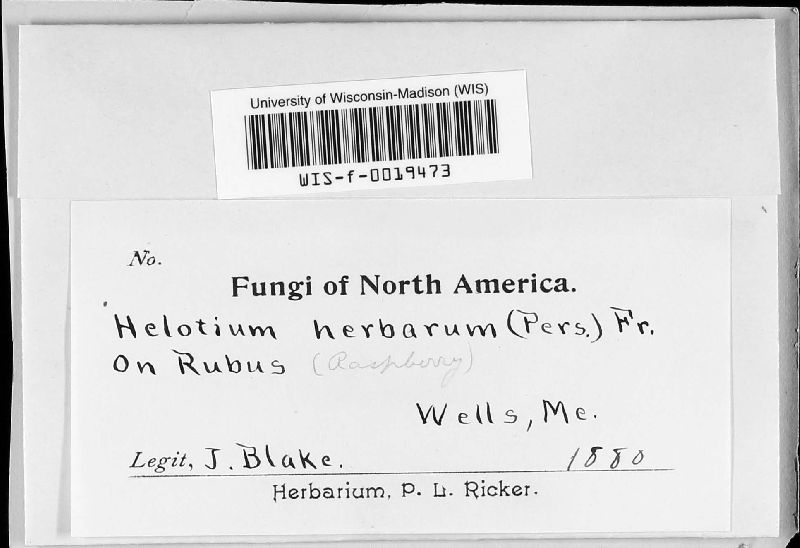 University of Wisconsin-Madison (WIS)
WIS-f-0019473
No.
Fungi of North America.
Helotium herbarum (Pers.) Fr.
On Rubus (Raspberry)
Wells, Me.
Legit, J. Blake. 1880
Herbarium, P. L. Ricker.